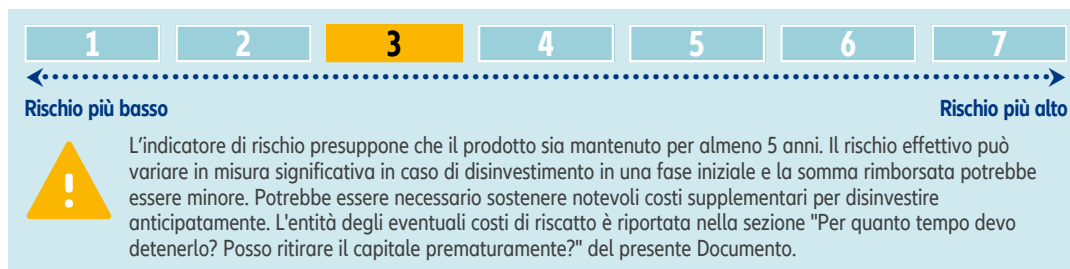 1 2 3 4 5 6 7
Rischio più basso Rischio più alto
L'indicatore di rischio presuppone che il prodotto sia mantenuto per almeno 5 anni. Il rischio effettivo può
variare in misura significativa in caso di disinvestimento in una fase iniziale e la somma rimborsata potrebbe
essere minore. Potrebbe essere necessario sostenere notevoli costi supplementari per disinvestire
anticipatamente. L'entità degli eventuali costi di riscatto è riportata nella sezione "Per quanto tempo devo
detenerlo? Posso ritirare il capitale prematuramente?" del presente Documento.